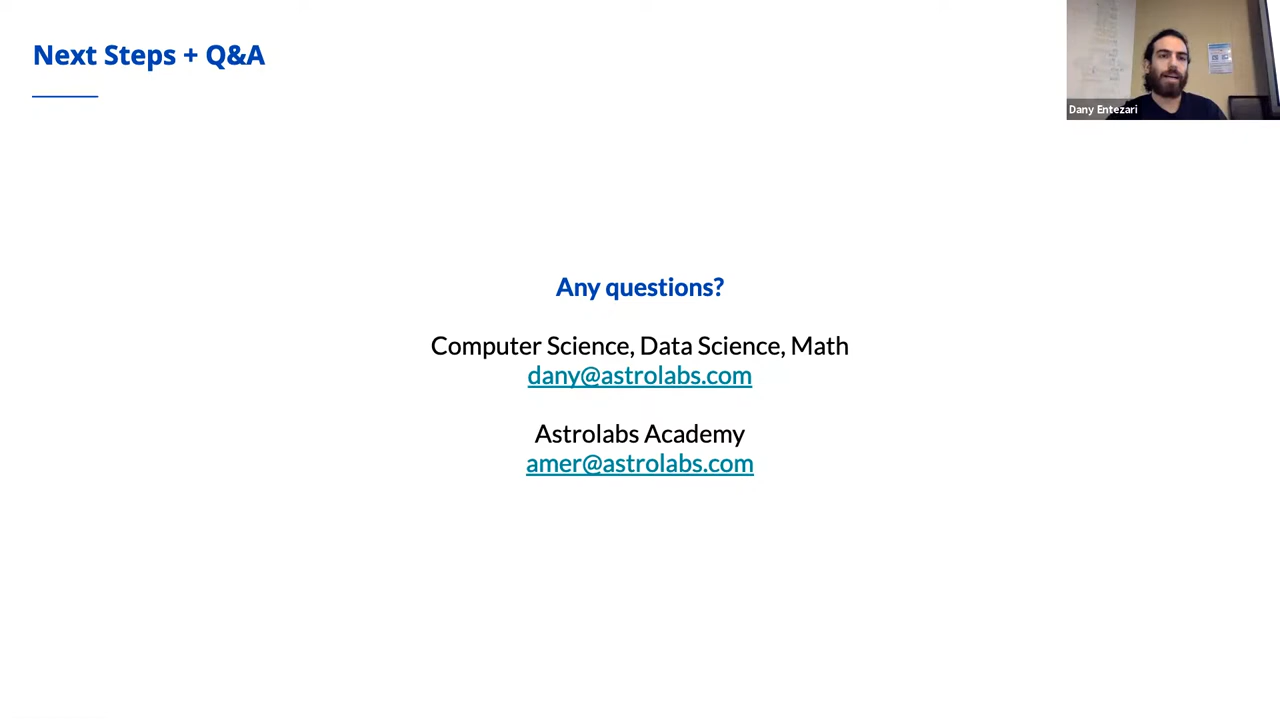 Next Steps + Q&A
Dany Entezari
Any questions?
Computer Science, Data Science, Math
dany@astrolabs.com
Astrolabs Academy
amer@astrolabs.com